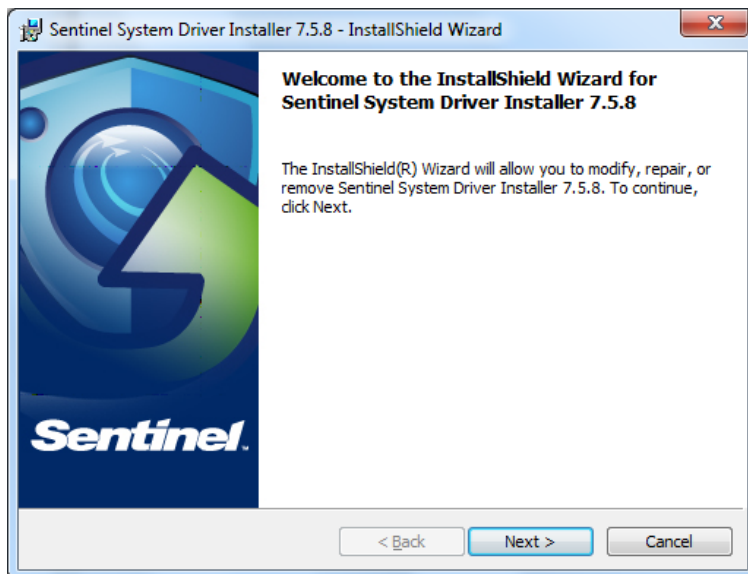 Sentinel System Driver Installer 7.5.8 - InstallShield Wizard
Welcome to the InstallShield Wizard for
Sentinel System Driver Installer 7.5.8
The InstallShield(R) Wizard will allow you to modify, repair, or
remove Sentinel System Driver Installer 7.5.8. To continue,
click Next.
Sentinel™
< Back
Next >
Cancel